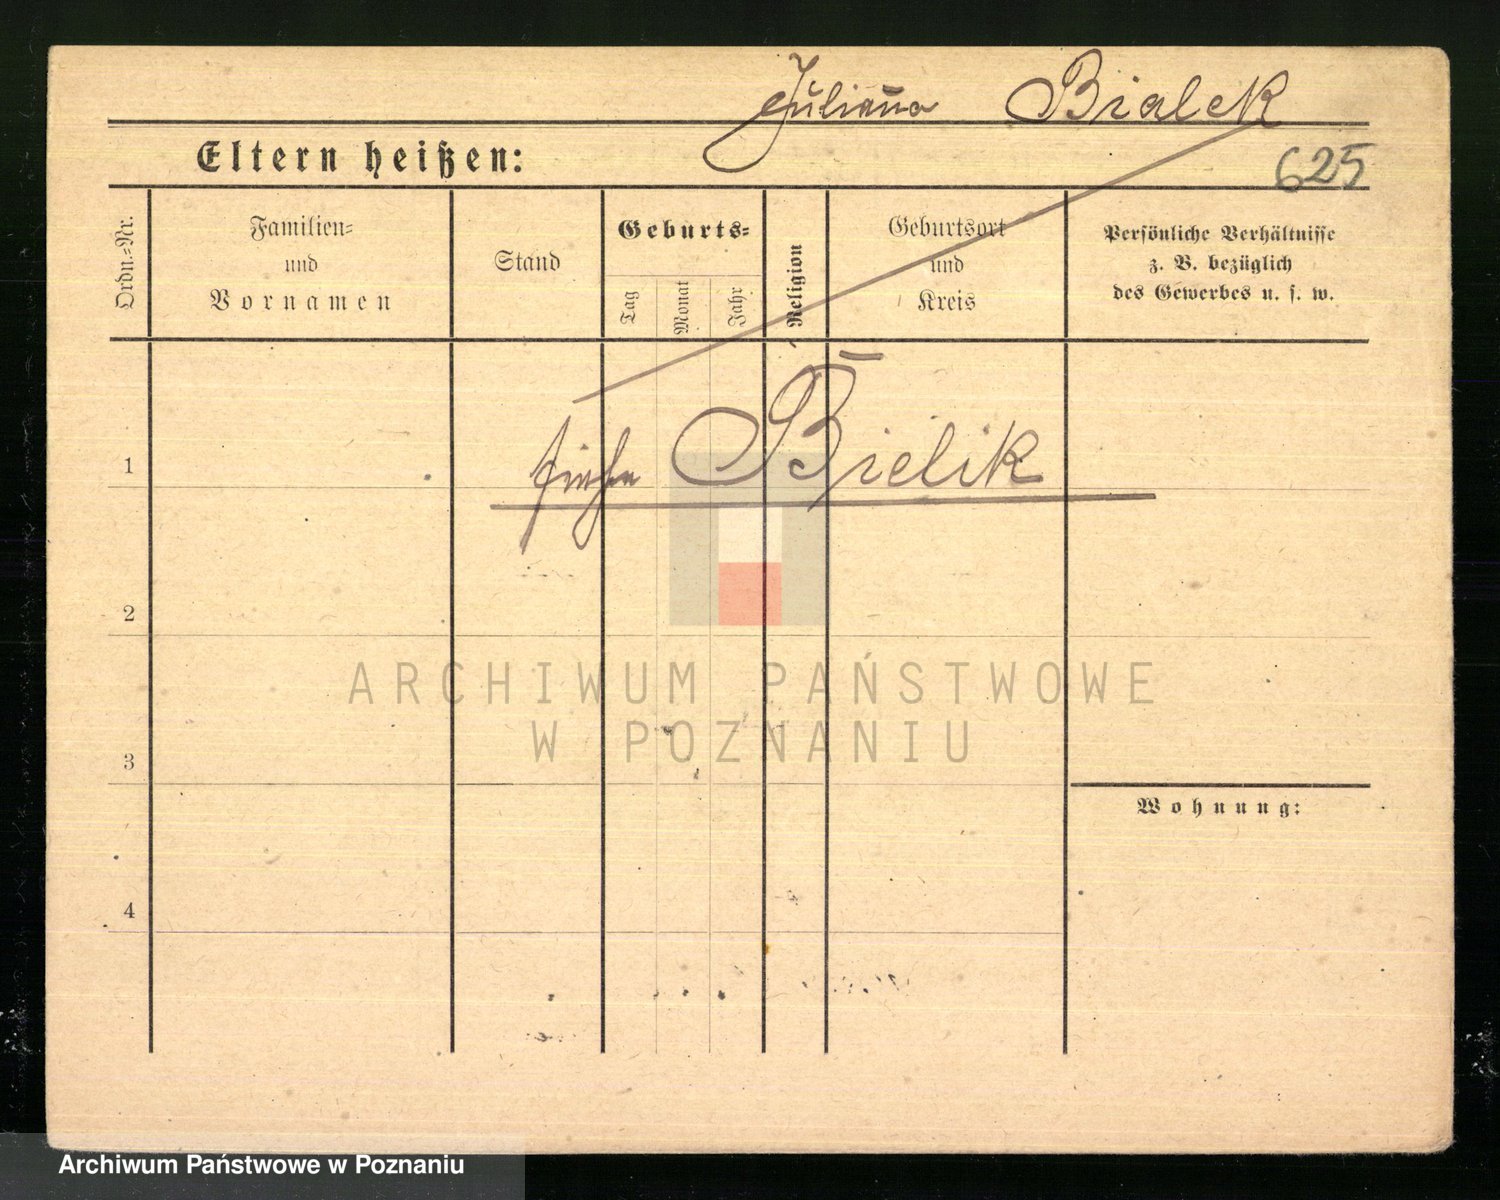 Juliana Bialek
Eltern heißen:
625
Ordn.-Nr.
Familien-
und
Vornamen
Stand
Geburts-
Tag
Monat
Jahr
Religion
Geburtsort
und
Kreis
Persönliche Verhältnisse
z. B. bezüglich
des Gewerbes u. s. w.
1
siehe Bielik
2
ARCHIWUM PAŃSTWOWE
W POZNANIU
3
Wohnung:
4
Archiwum Państwowe w Poznaniu